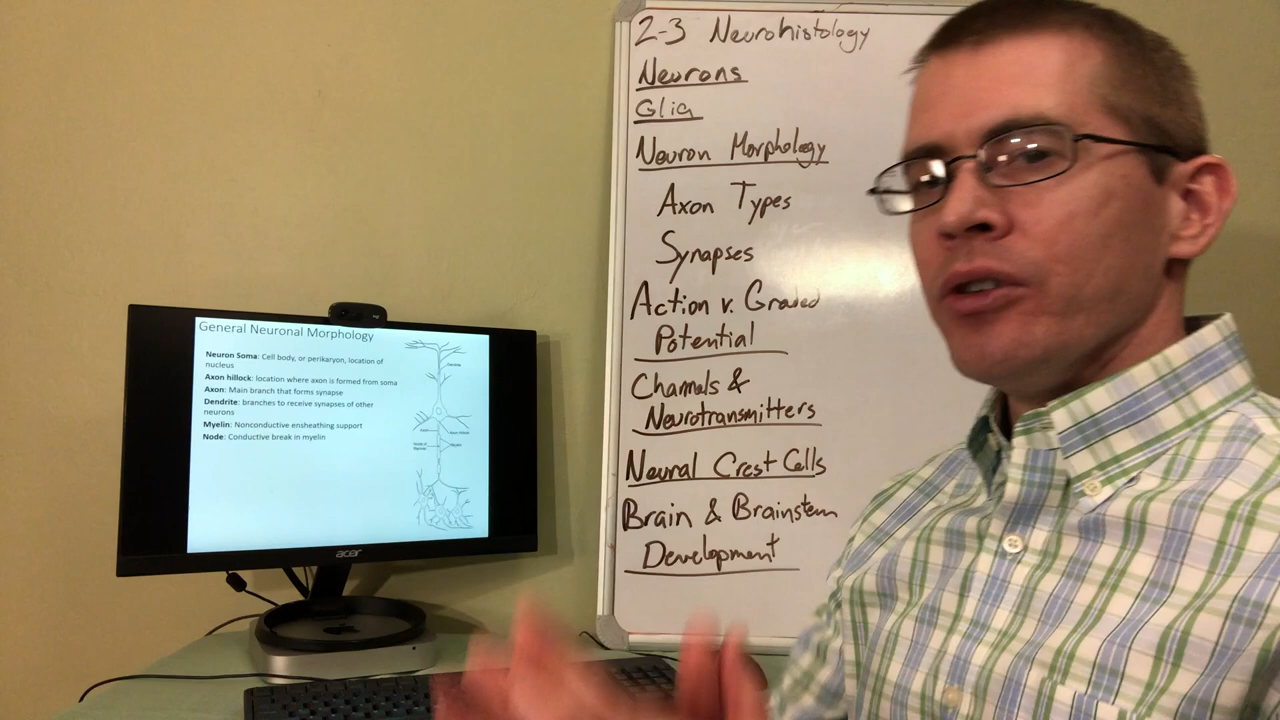 2-3 Neurohistology
Neurons
Glia
Neuron Morphology
Axon Types
Synapses
Action v. Graded
Potential
Channels &
Neurotransmitters
Neural Crest Cells
Brain & Brainstem
Development
General Neuronal Morphology
Neuron Soma: Cell body, or perikaryon, location of
nucleus
Axon hillock: location where axon is formed from soma
Axon: Main branch that forms synapse
Dendrite: branches to receive synapses of other
neurons
Myelin: Nonconductive ensheathing support
Node: Conductive break in myelin
acer